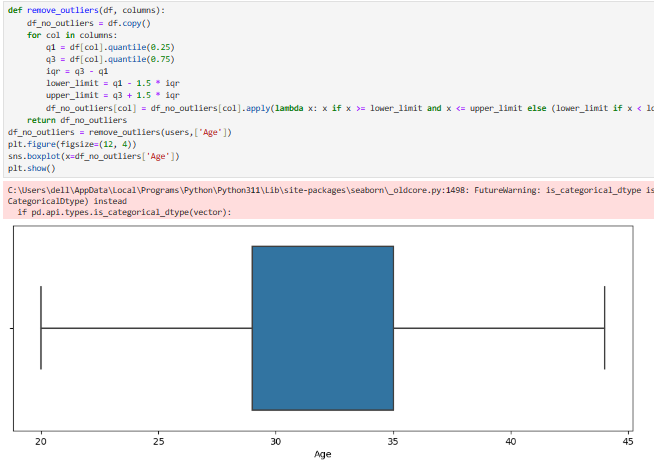 def remove_outliers(df, columns):
    df_no_outliers = df.copy()
    for col in columns:
        q1 = df[col].quantile(0.25)
        q3 = df[col].quantile(0.75)
        iqr = q3 - q1
        lower_limit = q1 - 1.5 * iqr
        upper_limit = q3 + 1.5 * iqr
        df_no_outliers[col] = df_no_outliers[col].apply(lambda x: x if x >= lower_limit and x <= upper_limit else (lower_limit if x < lo
    return df_no_outliers
df_no_outliers = remove_outliers(users,['Age'])
plt.figure(figsize=(12, 4))
sns.boxplot(x=df_no_outliers['Age'])
plt.show()
C:\Users\dell\AppData\Local\Programs\Python\Python311\Lib\site-packages\seaborn\_oldcore.py:1498: FutureWarning: is_categorical_dtype is
CategoricalDtype) instead
  if pd.api.types.is_categorical_dtype(vector):
20 25 30 35 40 45
Age